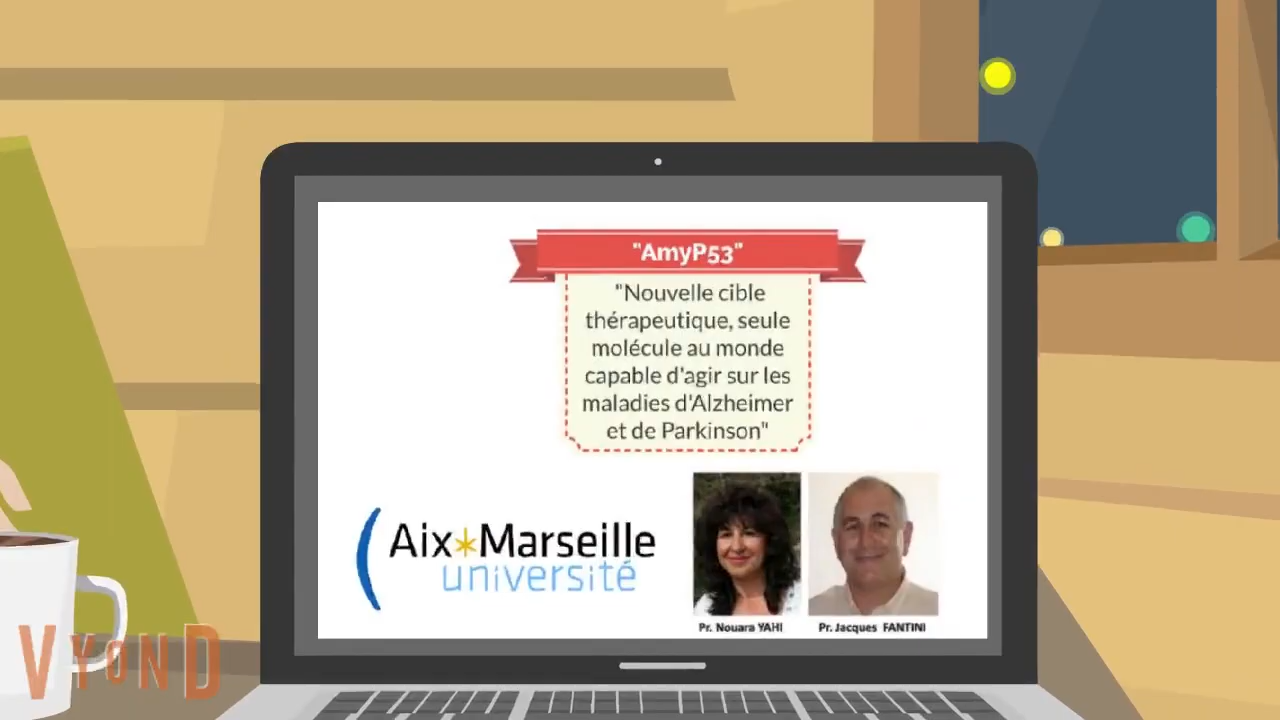 "AmyP53"
"Nouvelle cible
thérapeutique, seule
molécule au monde
capable d'agir sur les
maladies d'Alzheimer
et de Parkinson"
Aix*Marseille
université
Pr. Nouara YAHI
Pr. Jacques FANTINI
VYOND